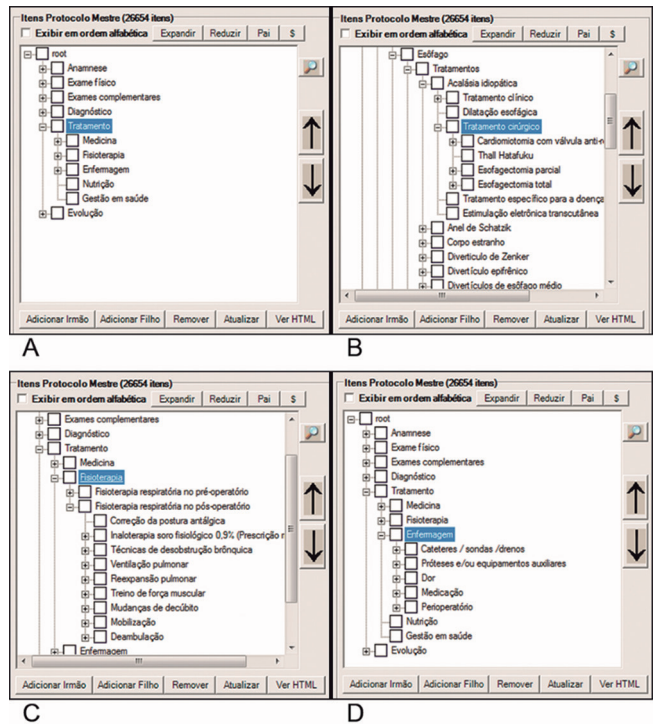 Itens Protocolo Mestre (26654 itens)
Exibir em ordem alfabética Expandir Reduzir Pai $
root
Anamnese
Exame físico
Exames complementares
Diagnóstico
Tratamento
Medicina
Fisioterapia
Enfermagem
Nutrição
Gestão em saúde
Evolução
Adicionar Irmão Adicionar Filho Remover Atualizar Ver HTML
A
Itens Protocolo Mestre (26654 itens)
Exibir em ordem alfabética Expandir Reduzir Pai $
Esôfago
Tratamentos
Acalásia idiopática
Tratamento clínico
Dilatação esofágica
Tratamento cirúrgico
Cardiomiotomia com válvula anti-r
Thall Hatafuku
Esofagectomia parcial
Esofagectomia total
Tratamento específico para a doença
Estimulação eletrônica transcutânea
Anel de Schatzik
Corpo estranho
Diverticulo de Zenker
Divertículo epifrênico
Divertículos de esôfago médio
Adicionar Irmão Adicionar Filho Remover Atualizar Ver HTML
B
Itens Protocolo Mestre (26654 itens)
Exibir em ordem alfabética Expandir Reduzir Pai $
Exames complementares
Diagnóstico
Tratamento
Medicina
Fisioterapia
Fisioterapia respiratória no pré-operatório
Fisioterapia respiratória no pós-operatório
Correção da postura antálgica
Inaloterapia soro fisiológico 0,9% (Prescrição r
Técnicas de desobstrução brônquica
Ventilação pulmonar
Reexpansão pulmonar
Treino de força muscular
Mudanças de decúbito
Mobilização
Deambulação
Enfermagem
Adicionar Irmão Adicionar Filho Remover Atualizar Ver HTML
C
Itens Protocolo Mestre (26654 itens)
Exibir em ordem alfabética Expandir Reduzir Pai $
root
Anamnese
Exame físico
Exames complementares
Diagnóstico
Tratamento
Medicina
Fisioterapia
Enfermagem
Cateteres / sondas /drenos
Próteses e/ou equipamentos auxiliares
Dor
Medicação
Perioperatório
Nutrição
Gestão em saúde
Evolução
Adicionar Irmão Adicionar Filho Remover Atualizar Ver HTML
D